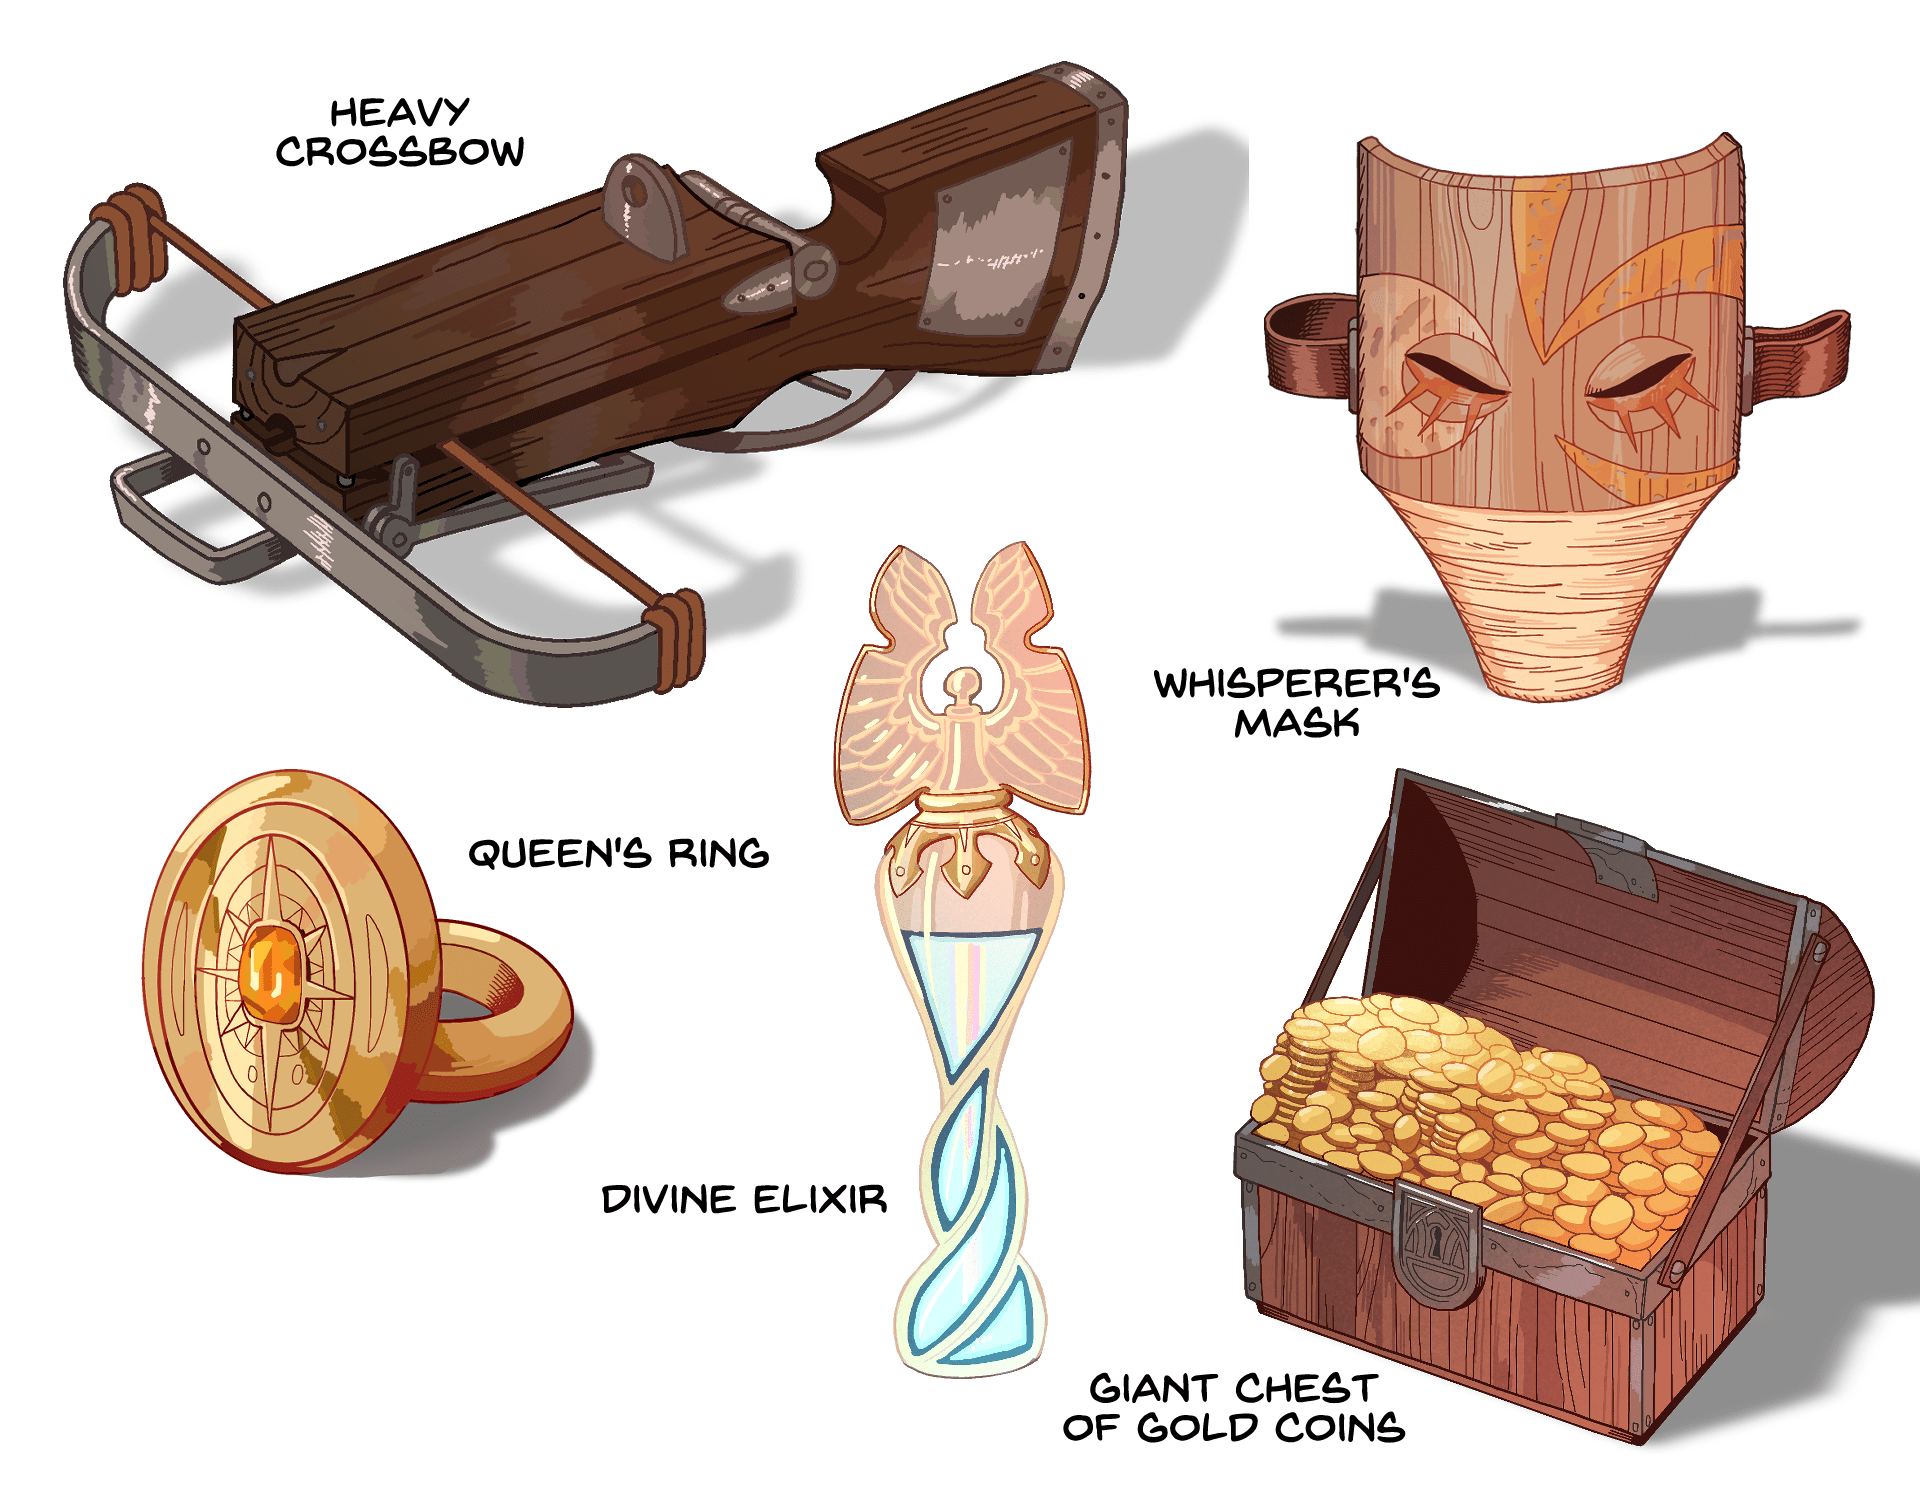 HEAVY
CROSSBOW
WHISPERER'S
MASK
QUEEN'S RING
DIVINE ELIXIR
GIANT CHEST
OF GOLD COINS